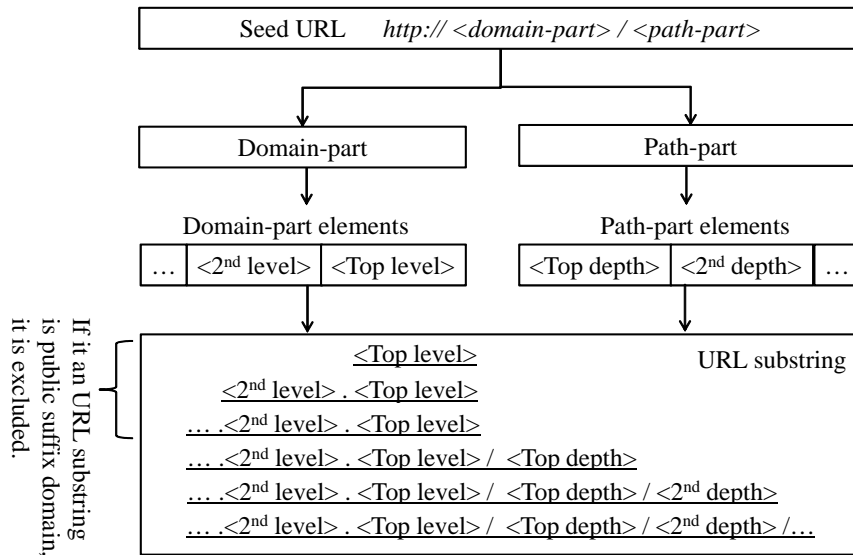 Seed URL http:// <domain-part> / <path-part>
Domain-part
Path-part
Domain-part elements
Path-part elements
… <2nd level> <Top level>
<Top depth> <2nd depth> …
If it an URL substring
is public suffix domain,
it is excluded.
URL substring
<Top level>
<2nd level> . <Top level>
… .<2nd level> . <Top level>
… .<2nd level> . <Top level> / <Top depth>
… .<2nd level> . <Top level> / <Top depth> / <2nd depth>
… .<2nd level> . <Top level> / <Top depth> / <2nd depth> /…